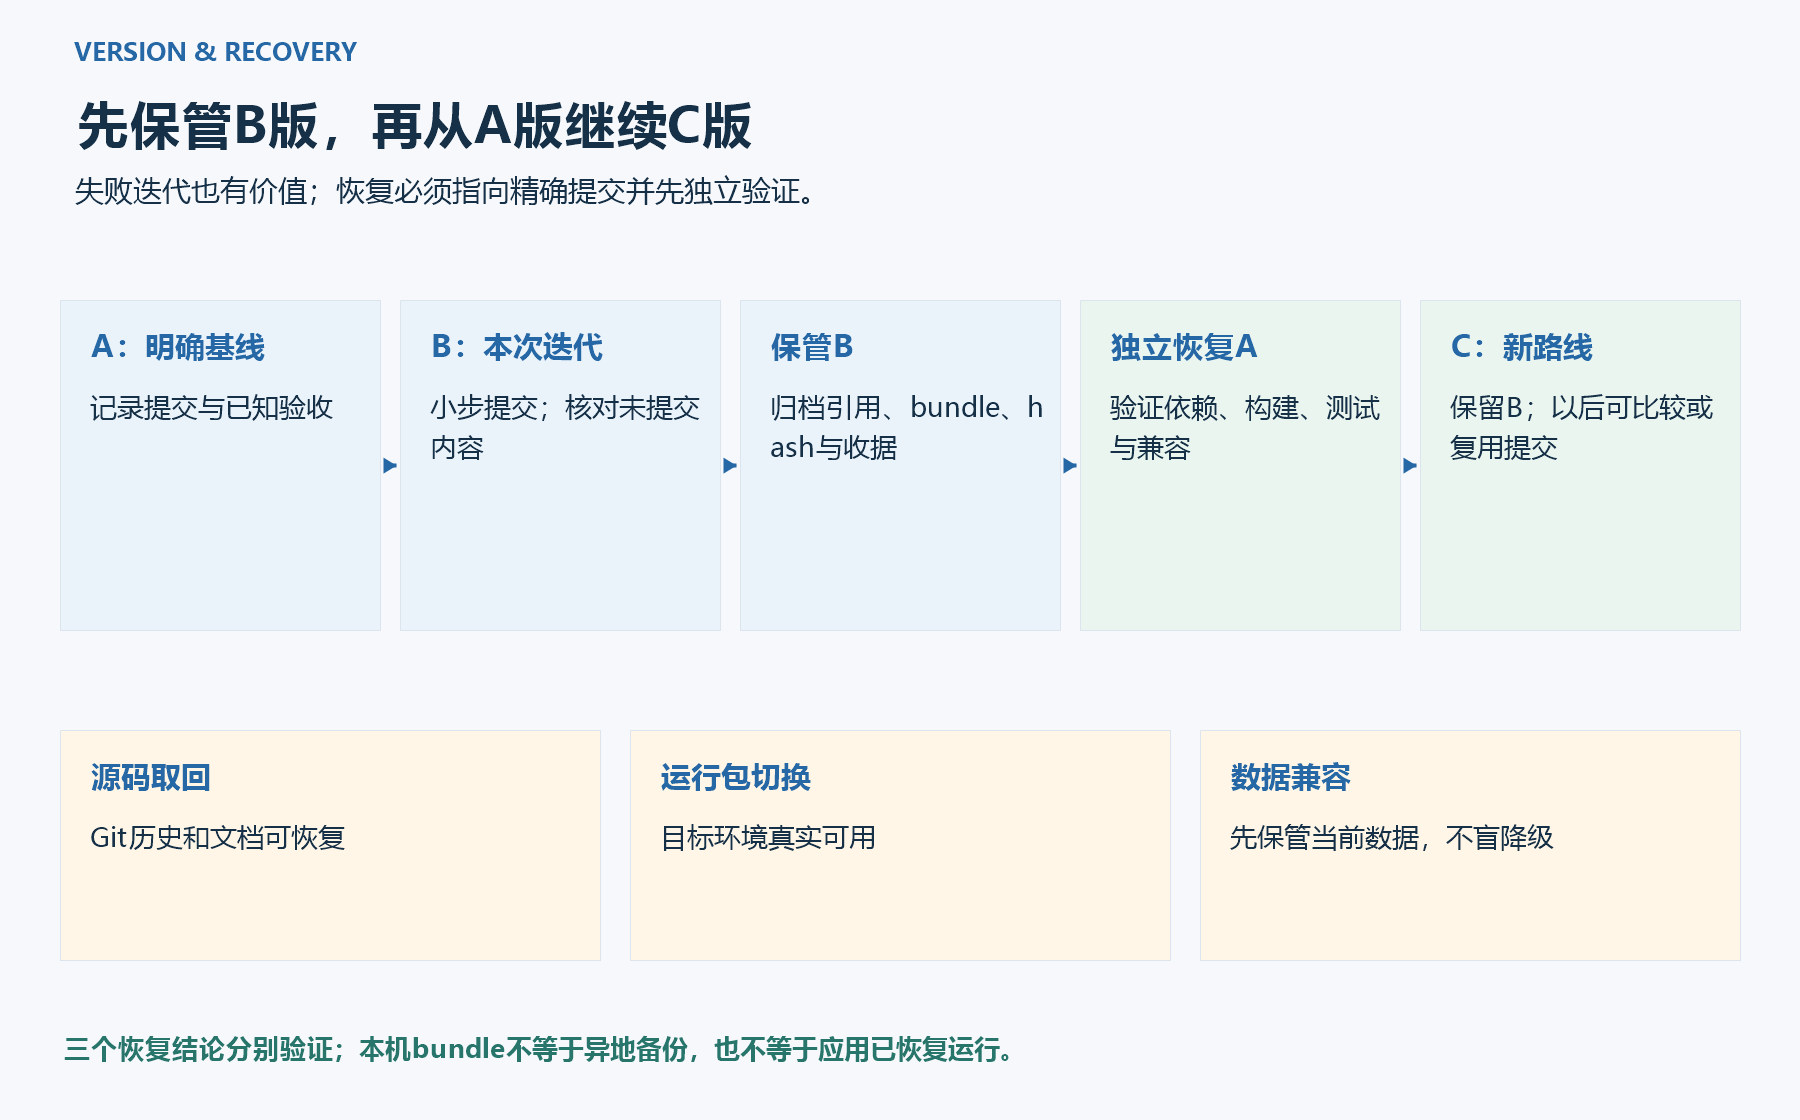 VERSION & RECOVERY
先保管B版，再从A版继续C版
失败迭代也有价值；恢复必须指向精确提交并先独立验证。
A：明确基线
记录提交与已知验收
B：本次迭代
小步提交；核对未提交
内容
保管B
归档引用、bundle、h
ash与收据
独立恢复A
验证依赖、构建、测试
与兼容
C：新路线
保留B；以后可比较或
复用提交
源码取回
Git历史和文档可恢复
运行包切换
目标环境真实可用
数据兼容
先保管当前数据，不盲降级
三个恢复结论分别验证；本机bundle不等于异地备份，也不等于应用已恢复运行。